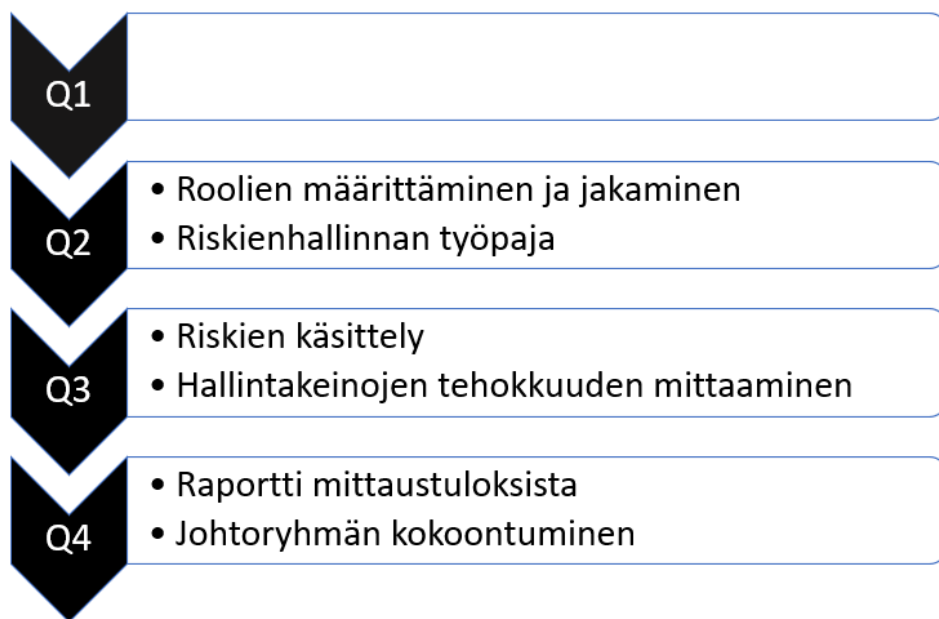 Q1
Q2
• Roolien määrittäminen ja jakaminen
• Riskienhallinnan työpaja
Q3
• Riskien käsittely
• Hallintakeinojen tehokkuuden mittaaminen
Q4
• Raportti mittaustuloksista
• Johtoryhmän kokoontuminen